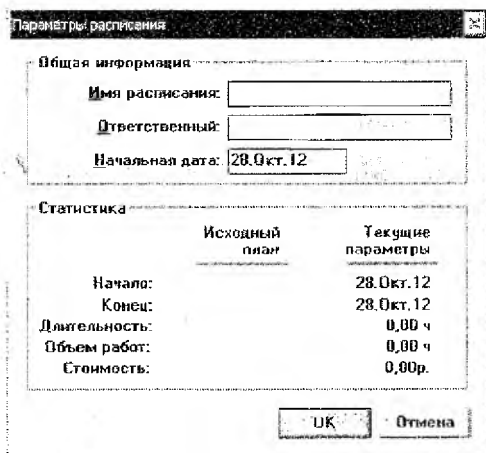 Параметры расписания
Общая информация
Имя расписания:
Ответственный:
Начальная дата: 28.Окт.12
Статистика
Исходный план
Текущие параметры
Начало: 28.Окт.12
Конец: 28.Окт.12
Длительность: 0,00 ч
Объем работ: 0,00 ч
Стоимость: 0,00р.
OK Отмена